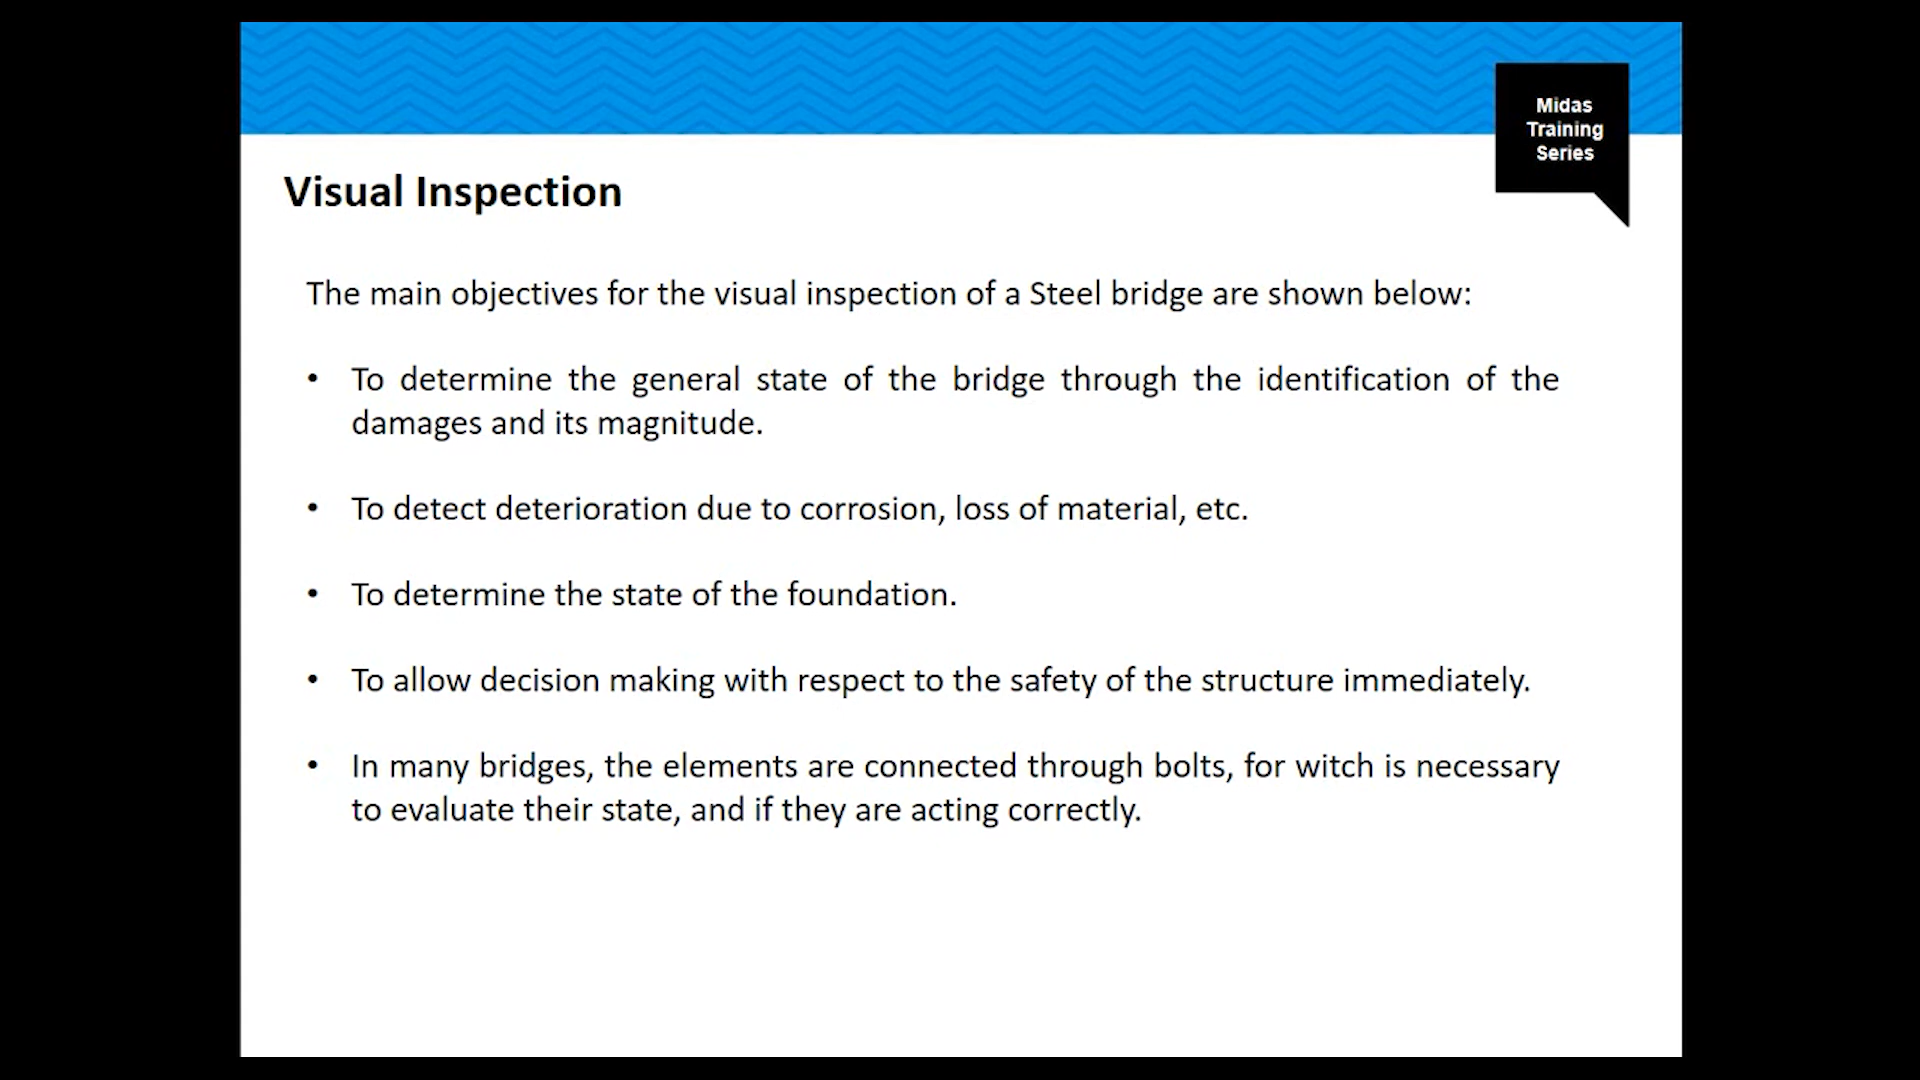 Midas
Training
Series
Visual Inspection
The main objectives for the visual inspection of a Steel bridge are shown below:
• To determine the general state of the bridge through the identification of the
damages and its magnitude.
• To detect deterioration due to corrosion, loss of material, etc.
• To determine the state of the foundation.
• To allow decision making with respect to the safety of the structure immediately.
• In many bridges, the elements are connected through bolts, for witch is necessary
to evaluate their state, and if they are acting correctly.